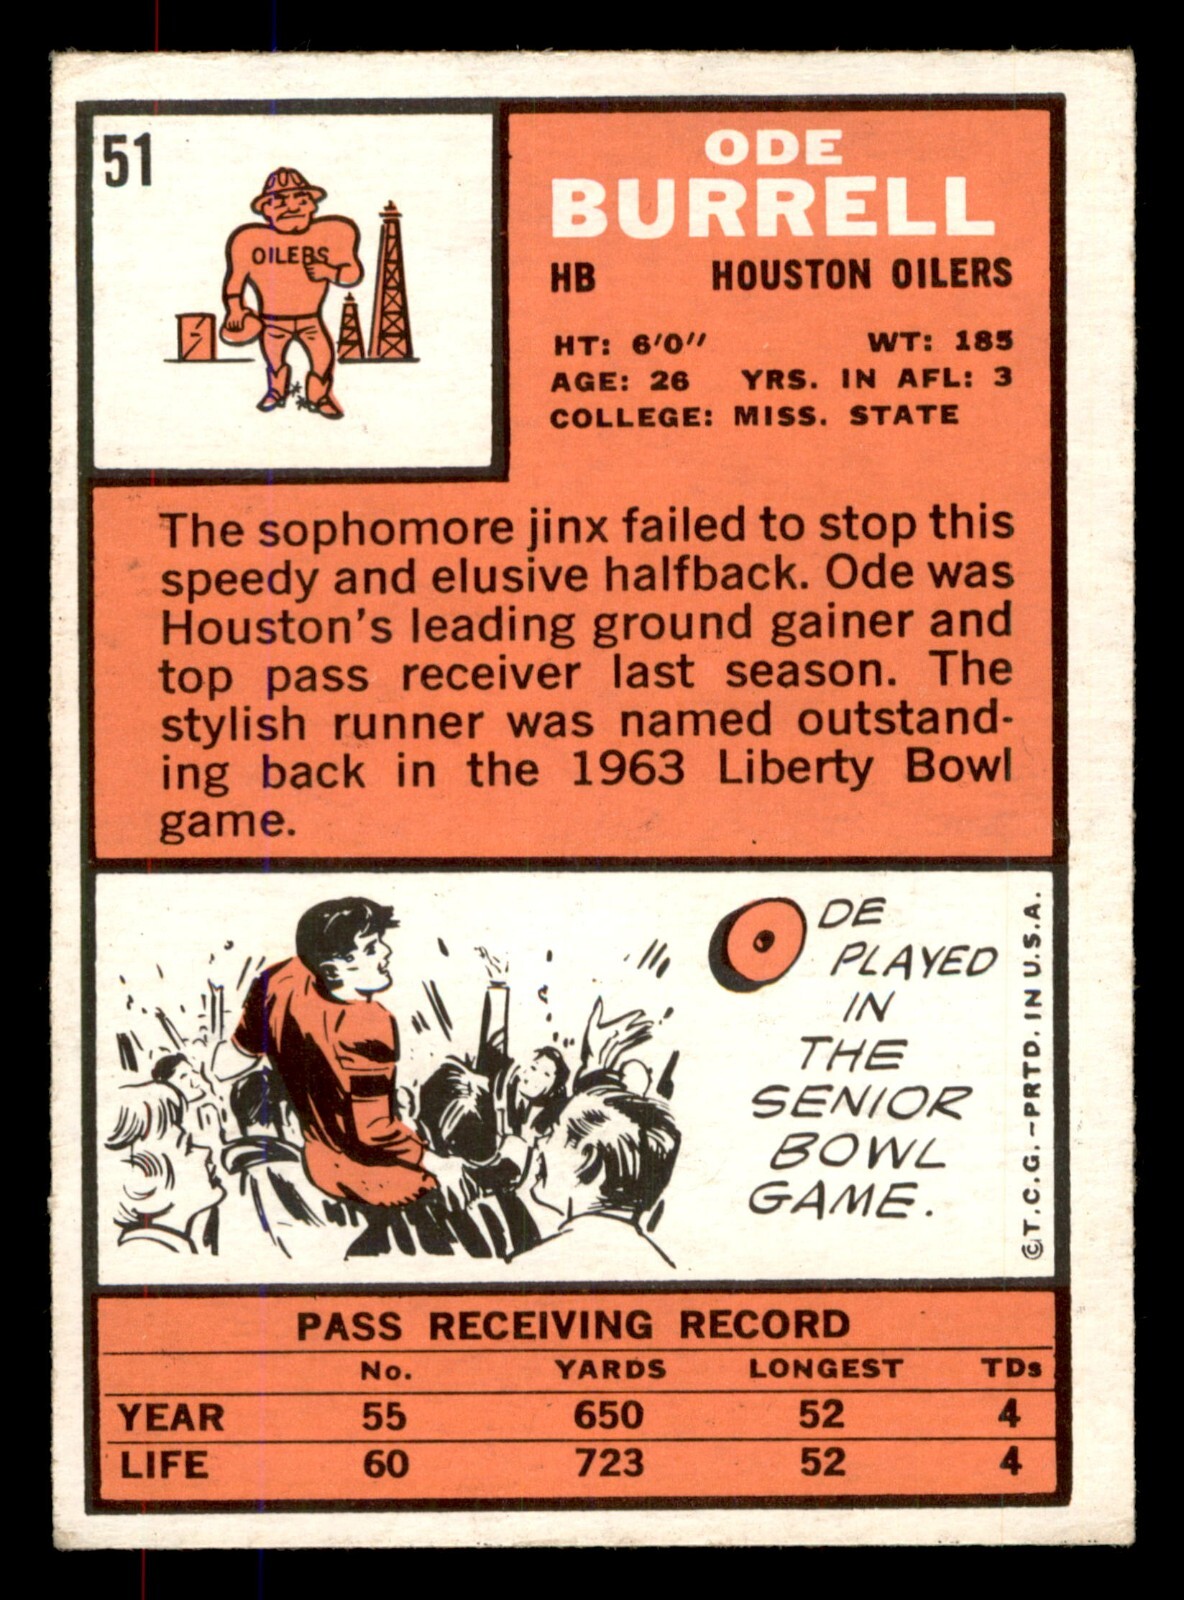 51
OILERS
ODE
BURRELL
HB HOUSTON OILERS
HT: 6'0" WT: 185
AGE: 26 YRS. IN AFL: 3
COLLEGE: MISS. STATE
The sophomore jinx failed to stop this
speedy and elusive halfback. Ode was
Houston's leading ground gainer and
top pass receiver last season. The
stylish runner was named outstand-
ing back in the 1963 Liberty Bowl
game.
ODE
PLAYED
IN
THE
SENIOR
BOWL
GAME.
© T.C.G. - PRTD. IN U.S.A.
PASS RECEIVING RECORD
No. YARDS LONGEST TDs
YEAR 55 650 52 4
LIFE 60 723 52 4